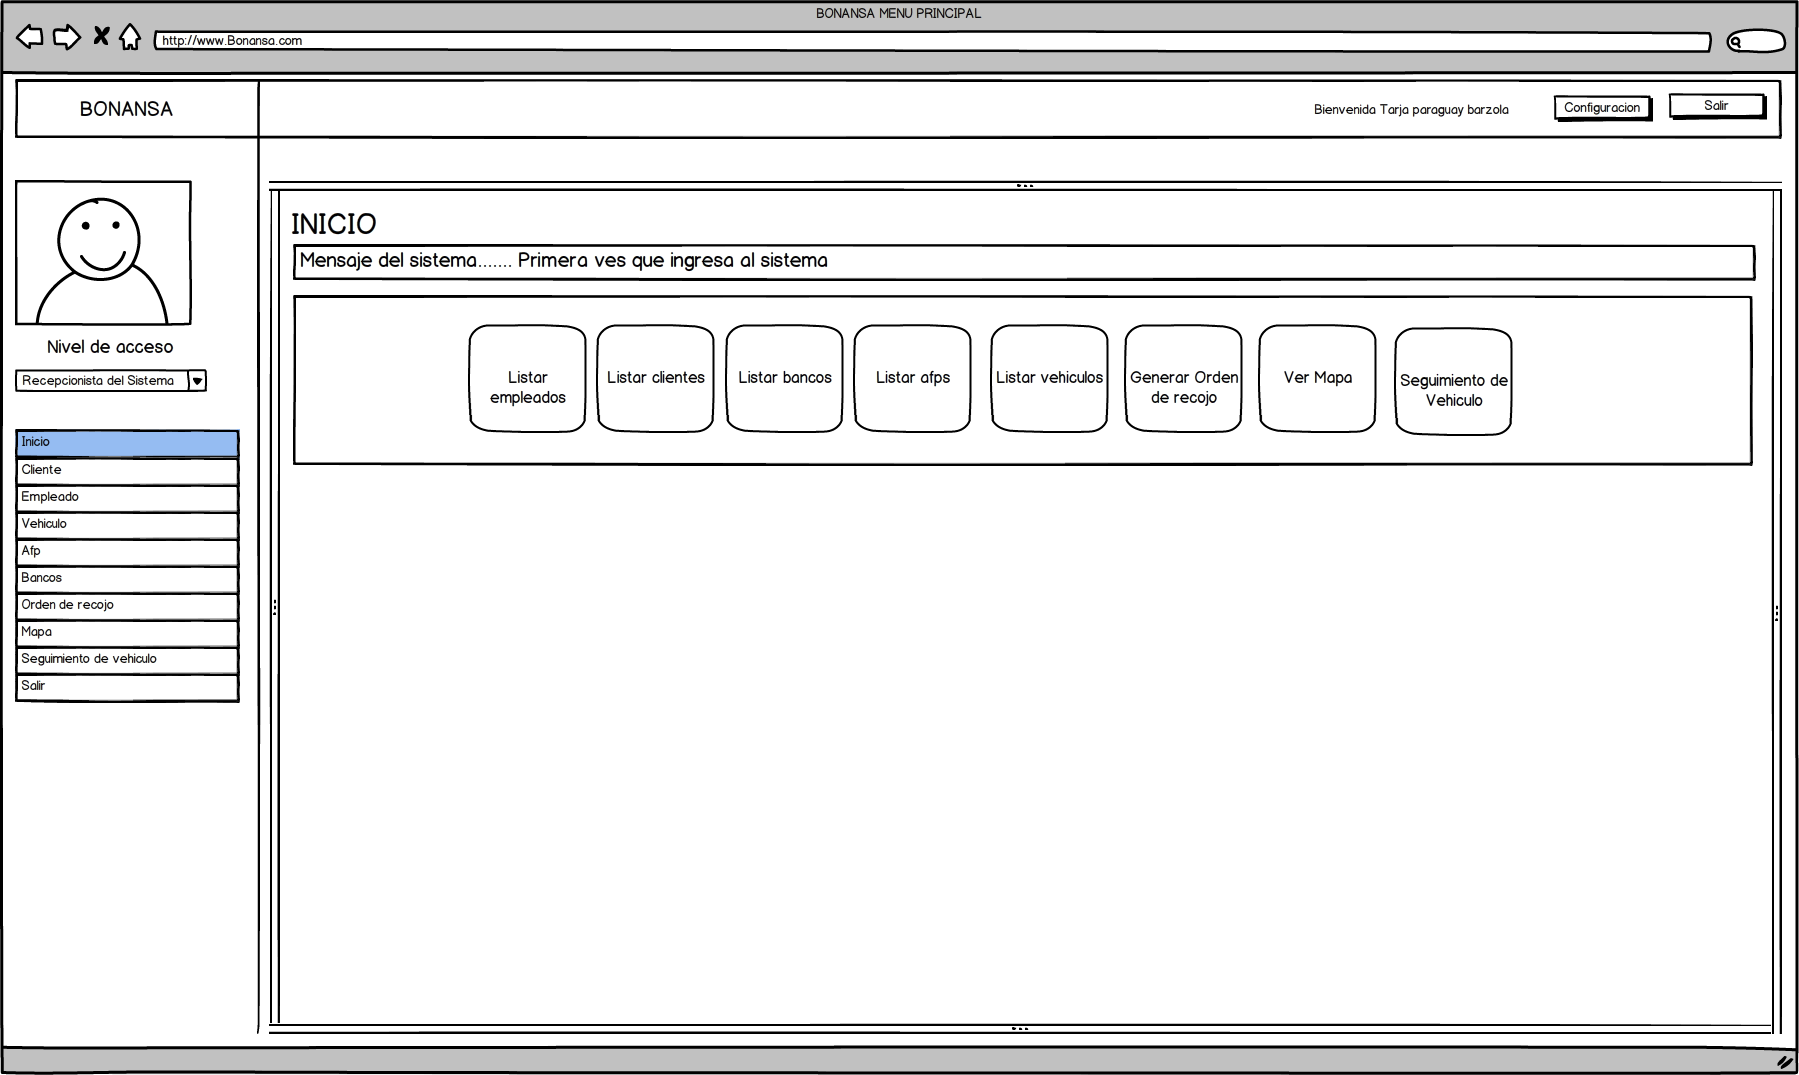 BONANSA MENU PRINCIPAL
http://www.Bonansa.com
BONANSA
Bienvenida Tarja paraguay barzola
Configuracion
Salir
Nivel de acceso
Recepcionista del Sistema
Inicio
Cliente
Empleado
Vehiculo
Afp
Bancos
Orden de recojo
Mapa
Seguimiento de vehiculo
Salir
INICIO
Mensaje del sistema....... Primera ves que ingresa al sistema
Listar
empleados
Listar clientes
Listar bancos
Listar afps
Listar vehiculos
Generar Orden
de recojo
Ver Mapa
Seguimiento de
Vehiculo